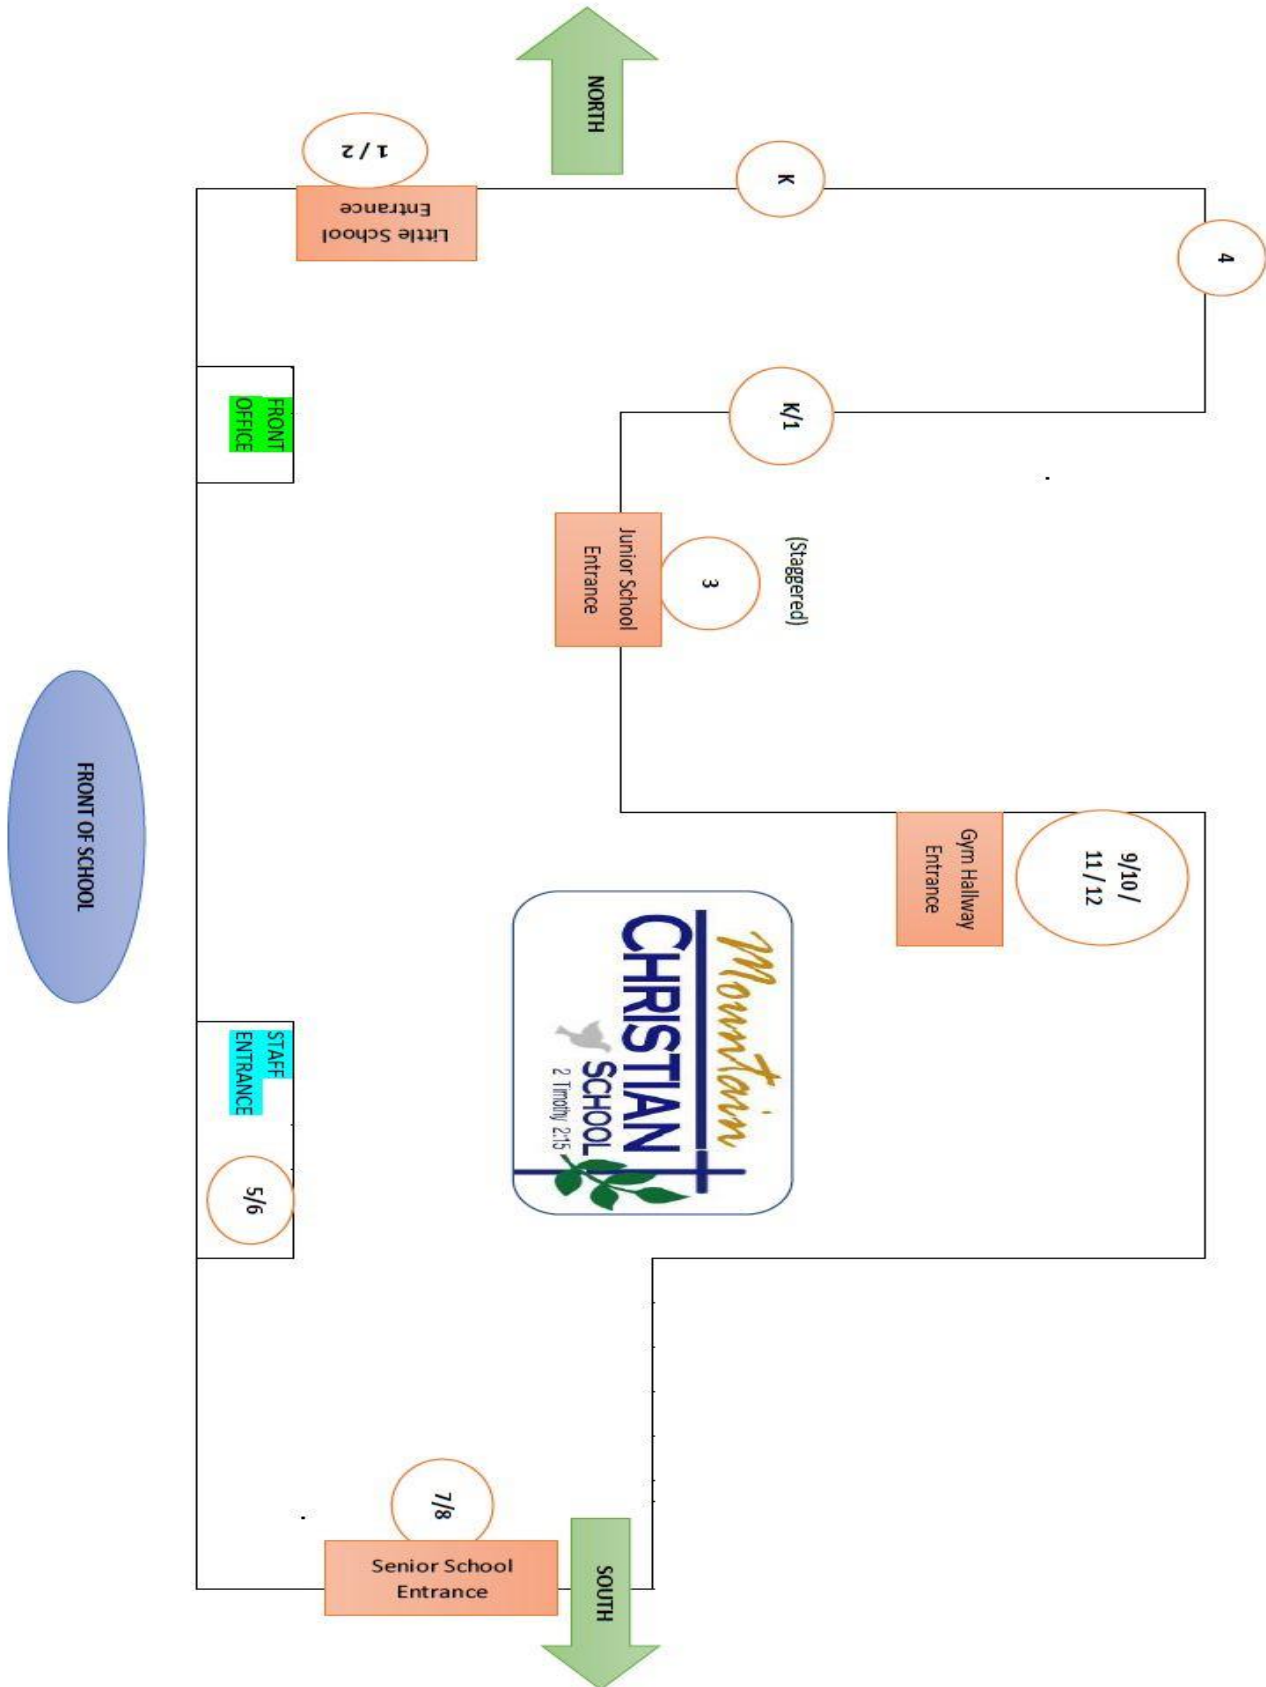 NORTH
1 / 2
Little School
Entrance
K
4
FRONT
OFFICE
K/1
Junior School
Entrance
3
(Staggered)
FRONT OF SCHOOL
Gym Hallway
Entrance
9/10 /
11 / 12
Mountain
CHRISTIAN
SCHOOL
2 Timothy 2:15
STAFF
ENTRANCE
5/6
7/8
Senior School
Entrance
SOUTH